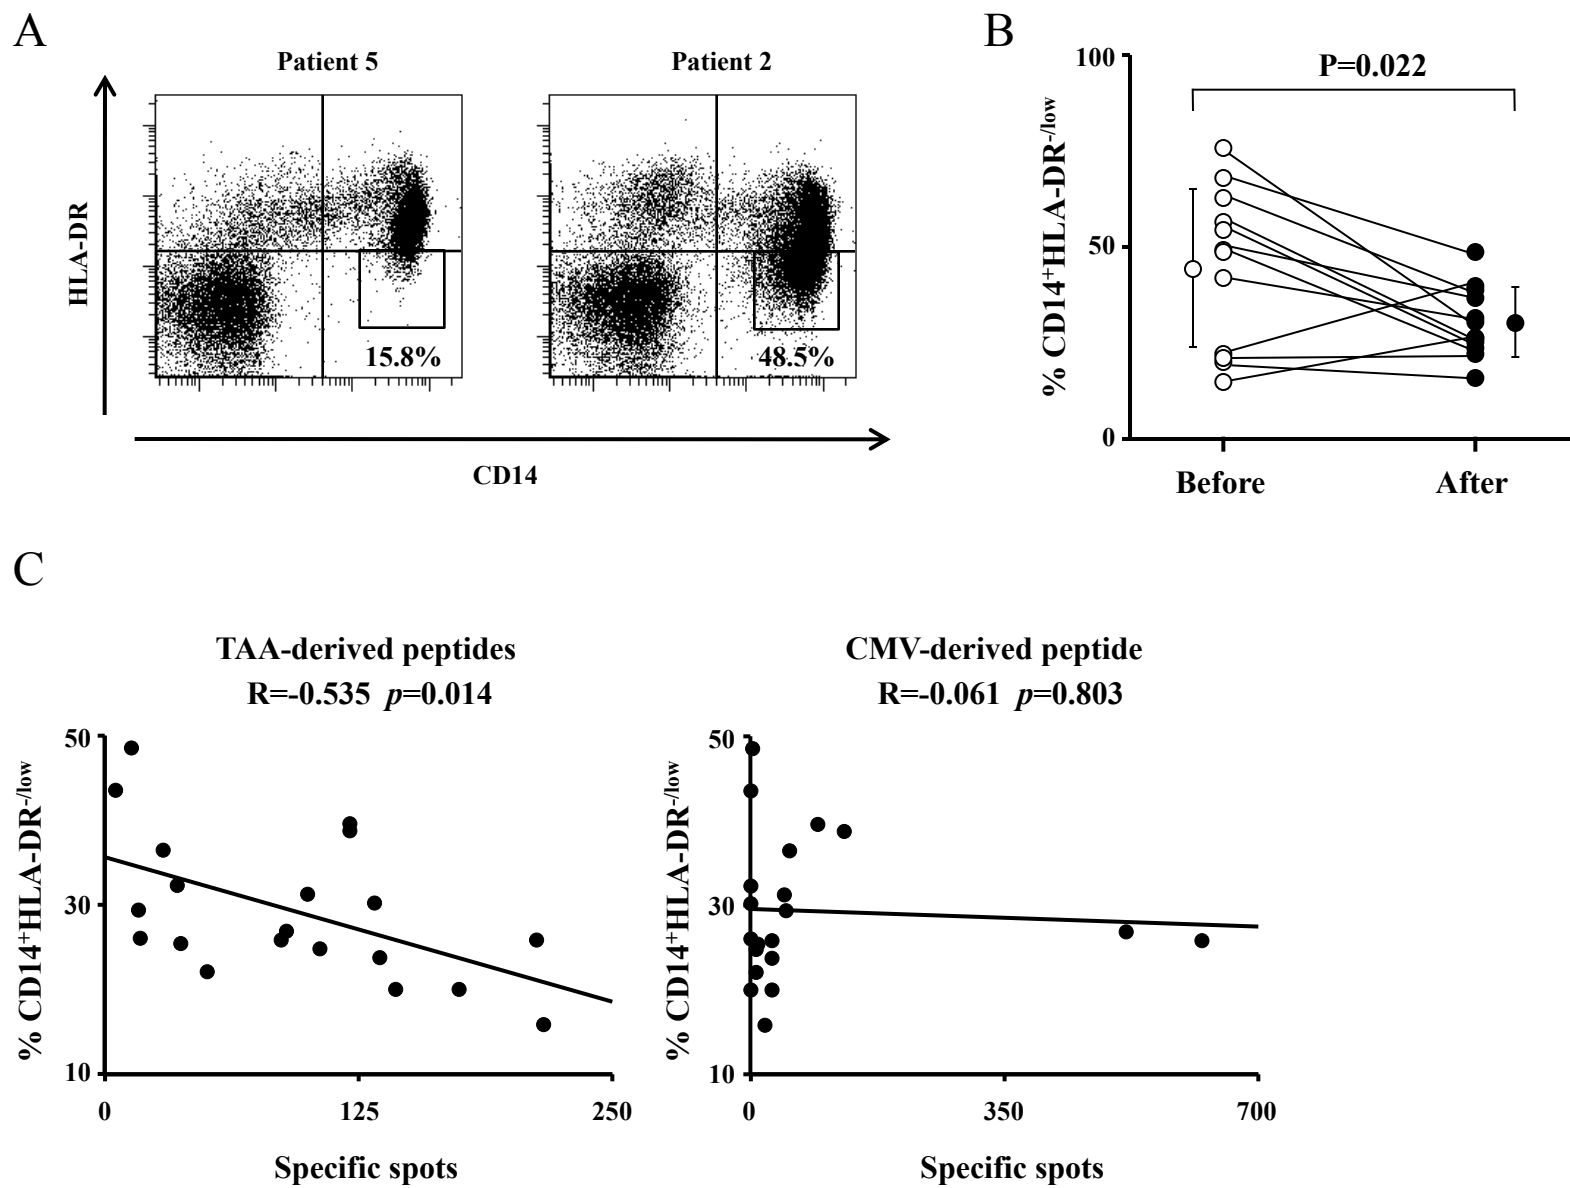 A
Patient 5
Patient 2
HLA-DR
15.8%
48.5%
CD14
B
P=0.022
100
50
0
% CD14+HLA-DR-/low
Before
After
C
TAA-derived peptides
R=-0.535 p=0.014
50
30
10
% CD14+HLA-DR-/low
0
125
250
Specific spots
CMV-derived peptide
R=-0.061 p=0.803
50
30
10
% CD14+HLA-DR-/low
0
350
700
Specific spots